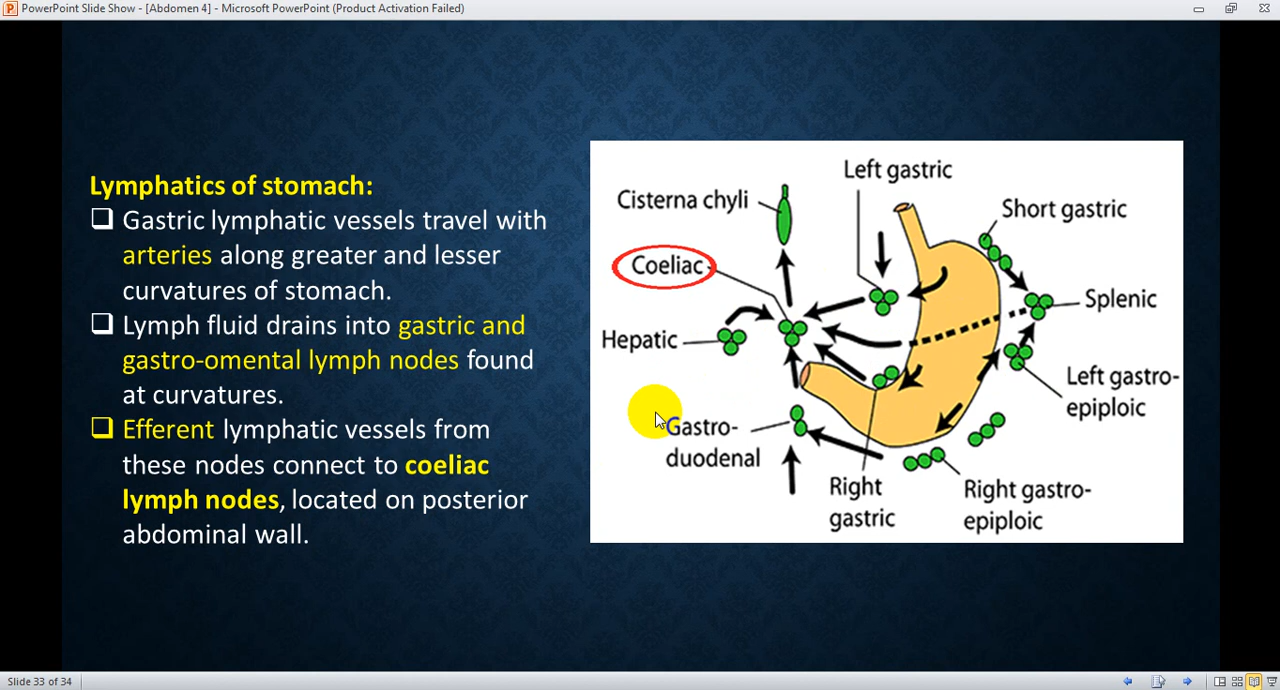 PowerPoint Slide Show - [Abdomen 4] - Microsoft PowerPoint (Product Activation Failed)
Lymphatics of stomach:
Gastric lymphatic vessels travel with
arteries along greater and lesser
curvatures of stomach.
Lymph fluid drains into gastric and
gastro-omental lymph nodes found
at curvatures.
Efferent lymphatic vessels from
these nodes connect to coeliac
lymph nodes, located on posterior
abdominal wall.
Left gastric
Cisterna chyli
Short gastric
Coeliac
Splenic
Hepatic
Left gastro-
epiploic
Gastro-
duodenal
Right
gastric
Right gastro-
epiploic
Slide 33 of 34